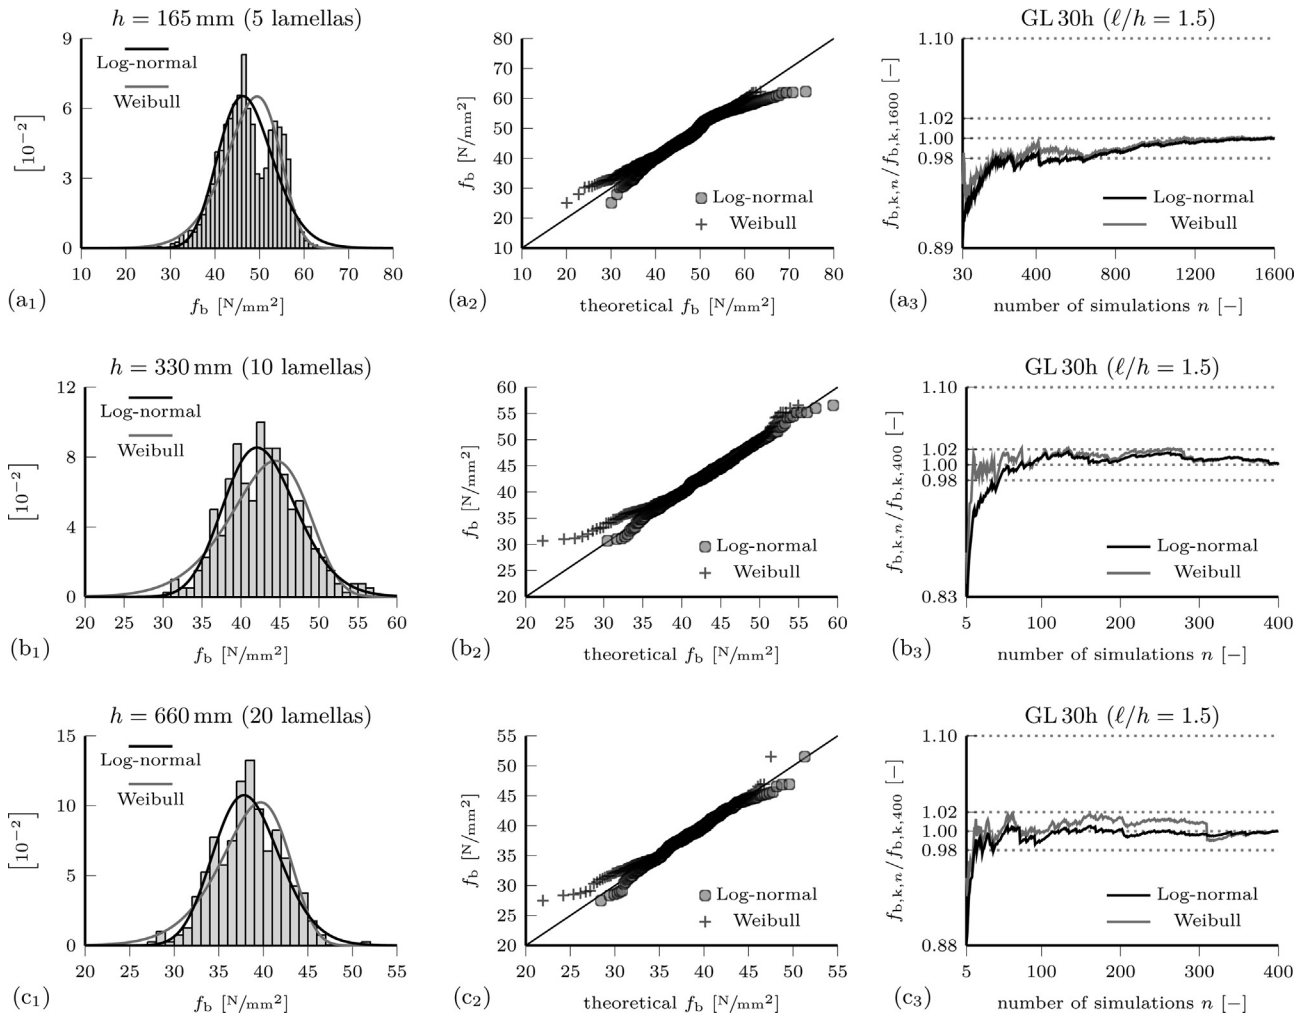 h = 165 mm (5 lamellas)
9
6
3
0
[10⁻²]
Log-normal
Weibull
10 20 30 40 50 60 70 80
(a₁)
f_b [N/mm²]
80
70
60
50
40
30
20
10
f_b [N/mm²]
Log-normal
Weibull
10 20 30 40 50 60 70 80
(a₂)
theoretical f_b [N/mm²]
GL 30h (ℓ/h = 1.5)
1.10
1.02
1.00
0.98
0.89
f_b,k,n/f_b,k,1600 [−]
Log-normal
Weibull
30 400 800 1200 1600
(a₃)
number of simulations n [−]
h = 330 mm (10 lamellas)
12
8
4
0
[10⁻²]
Log-normal
Weibull
20 25 30 35 40 45 50 55 60
(b₁)
f_b [N/mm²]
60
55
50
45
40
35
30
25
20
f_b [N/mm²]
Log-normal
Weibull
20 25 30 35 40 45 50 55 60
(b₂)
theoretical f_b [N/mm²]
GL 30h (ℓ/h = 1.5)
1.10
1.02
1.00
0.98
0.83
f_b,k,n/f_b,k,400 [−]
Log-normal
Weibull
5 100 200 300 400
(b₃)
number of simulations n [−]
h = 660 mm (20 lamellas)
15
10
5
0
[10⁻²]
Log-normal
Weibull
20 25 30 35 40 45 50 55
(c₁)
f_b [N/mm²]
55
50
45
40
35
30
25
20
f_b [N/mm²]
Log-normal
Weibull
20 25 30 35 40 45 50 55
(c₂)
theoretical f_b [N/mm²]
GL 30h (ℓ/h = 1.5)
1.10
1.02
1.00
0.98
0.88
f_b,k,n/f_b,k,400 [−]
Log-normal
Weibull
5 100 200 300 400
(c₃)
number of simulations n [−]